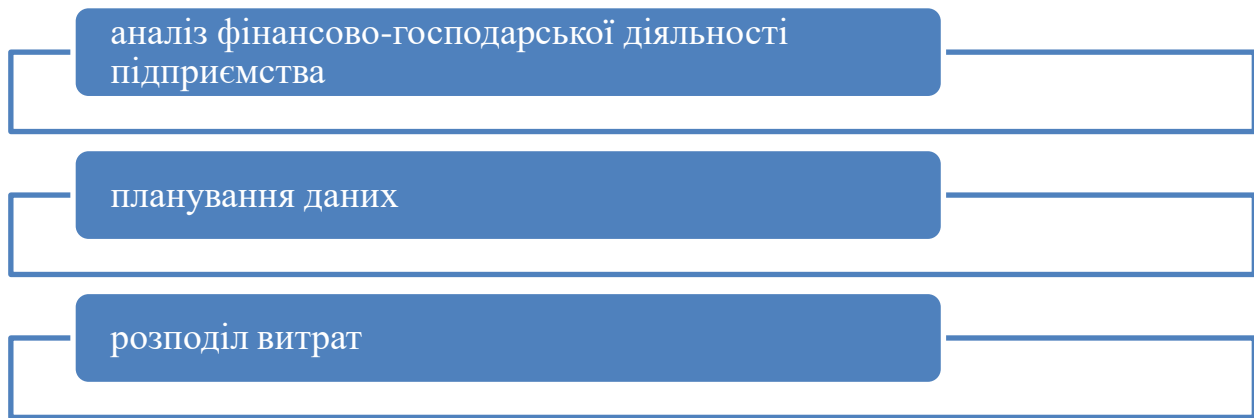 аналіз фінансово-господарської діяльності
підприємства
планування даних
розподіл витрат